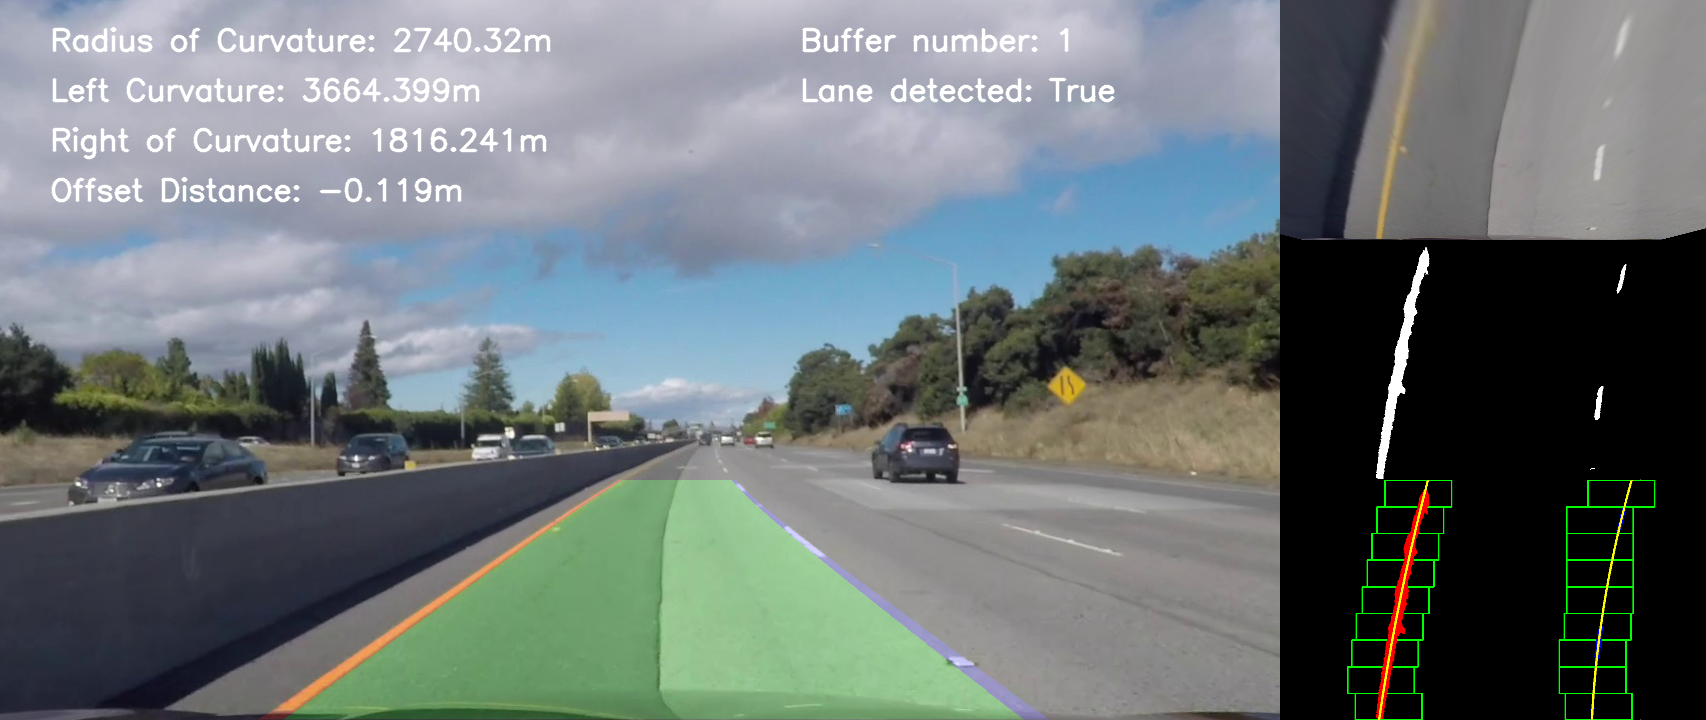 Radius of Curvature: 2740.32m
Left Curvature: 3664.399m
Right of Curvature: 1816.241m
Offset Distance: -0.119m
Buffer number: 1
Lane detected: True